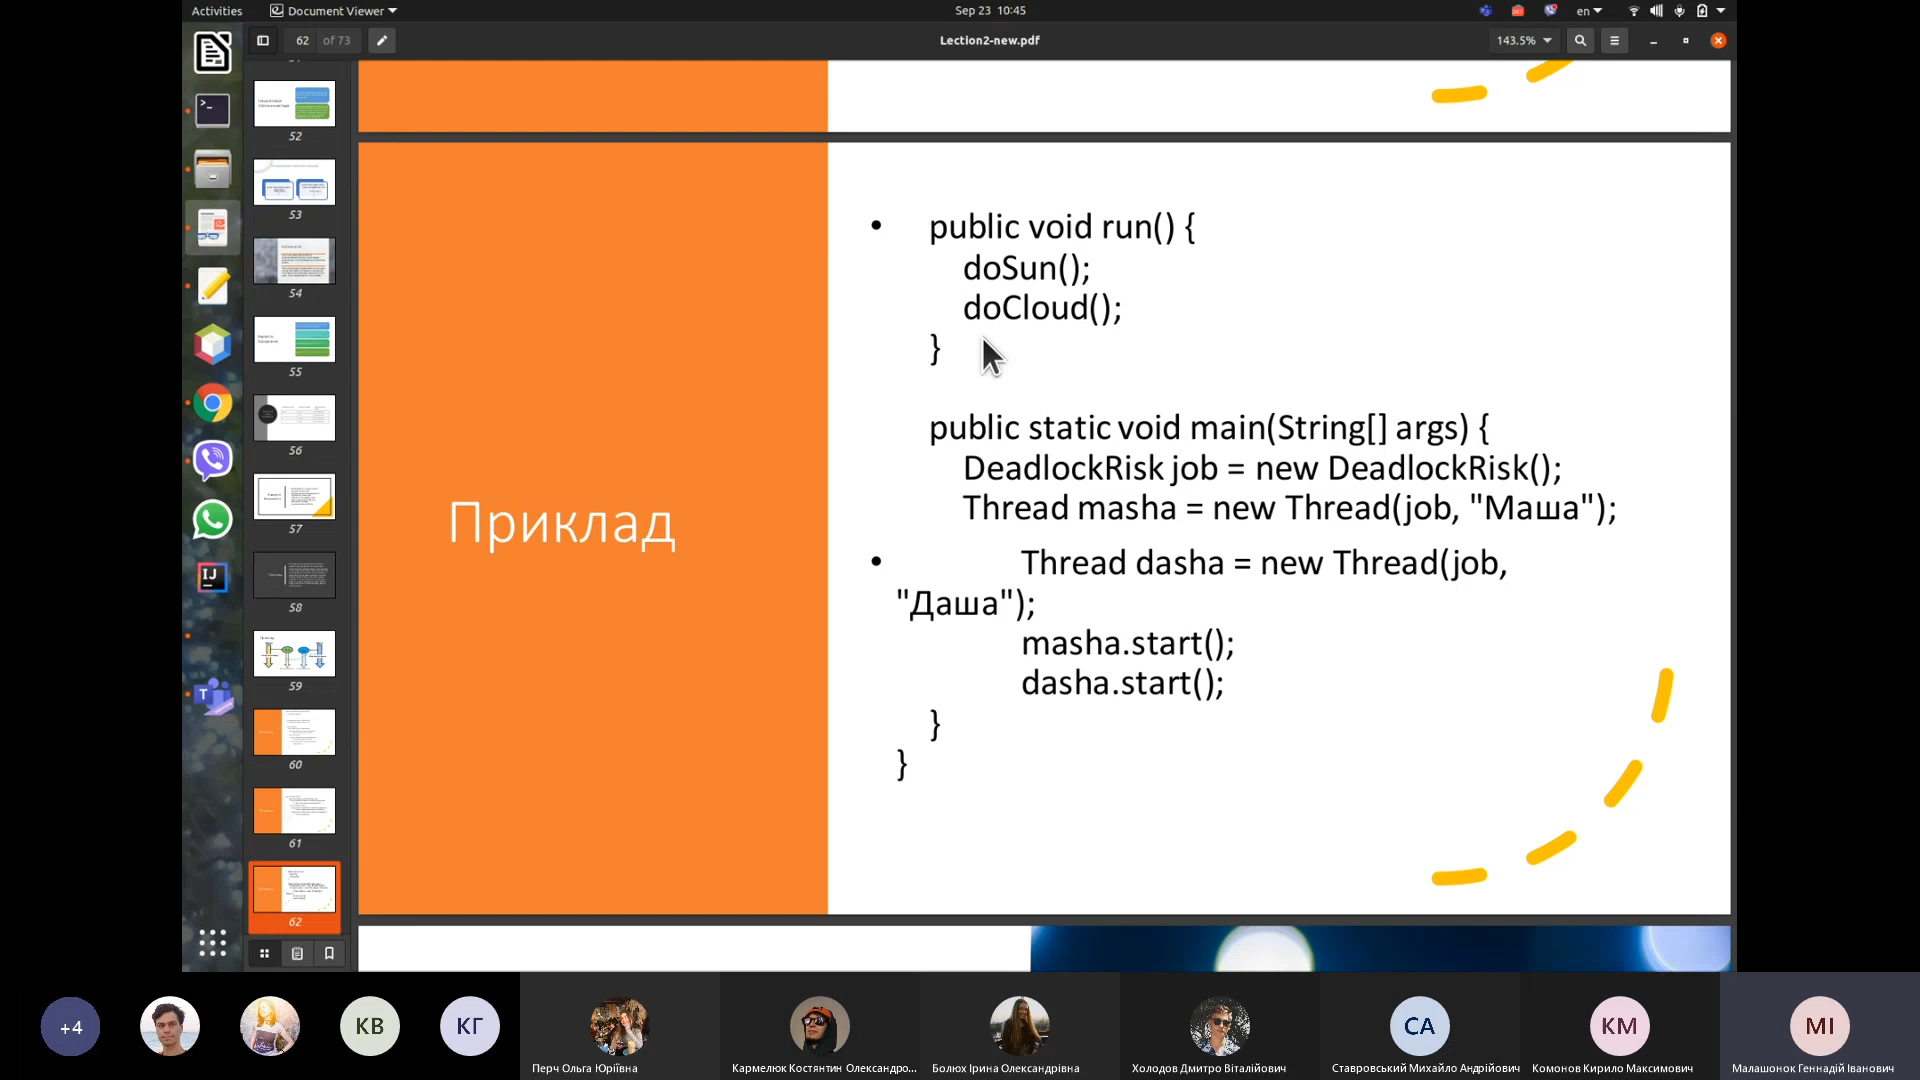 Activities
Document Viewer
Sep 23 10:45
en
62 of 73
Lection2-new.pdf
143.5%
52
53
54
55
56
57
58
59
60
61
62
Приклад
• public void run() {
doSun();
doCloud();
}
public static void main(String[] args) {
DeadlockRisk job = new DeadlockRisk();
Thread masha = new Thread(job, "Маша");
• Thread dasha = new Thread(job,
"Даша");
masha.start();
dasha.start();
}
}
+4
КВ
КГ
СА
КМ
МІ
Перч Ольга Юріївна
Кармелюк Костянтин Олександро...
Болюх Ірина Олександрівна
Холодов Дмитро Віталійович
Ставровський Михайло Андрійович
Комонов Кирило Максимович
Малашонок Геннадій Іванович